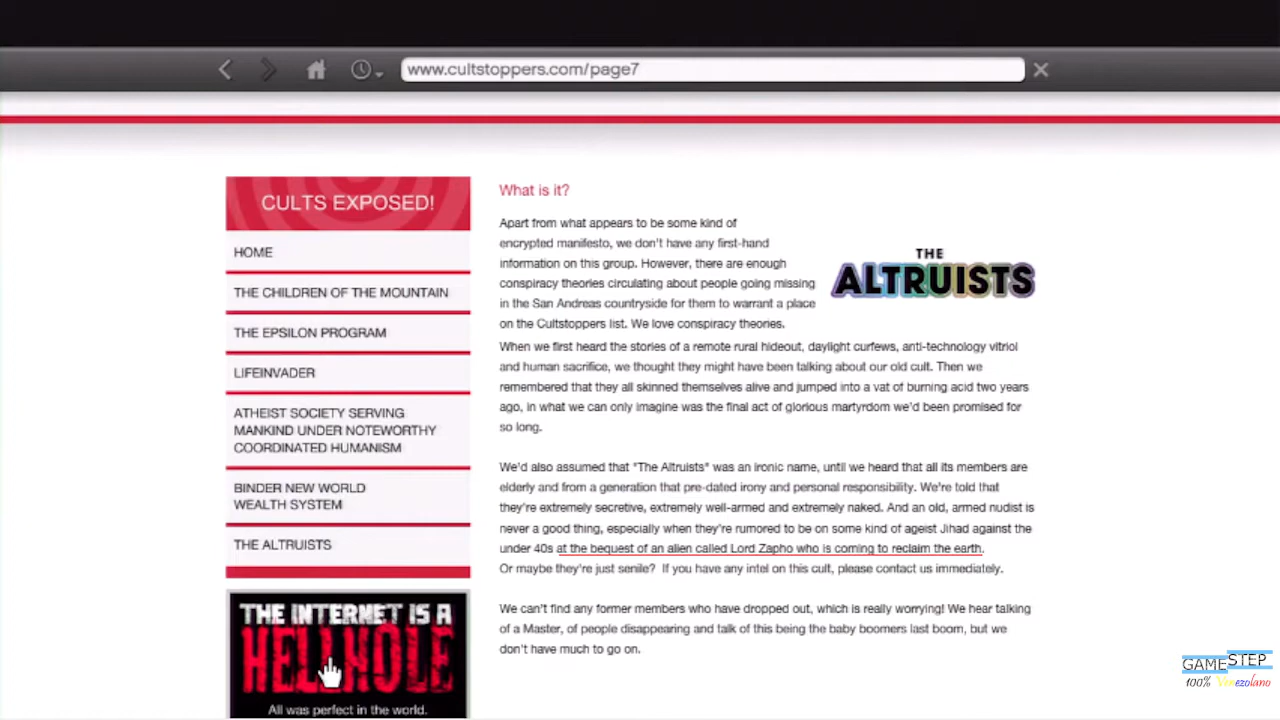 www.cultstoppers.com/page7
CULTS EXPOSED!
HOME
THE CHILDREN OF THE MOUNTAIN
THE EPSILON PROGRAM
LIFEINVADER
ATHEIST SOCIETY SERVING
MANKIND UNDER NOTEWORTHY
COORDINATED HUMANISM
BINDER NEW WORLD
WEALTH SYSTEM
THE ALTRUISTS
THE INTERNET IS A
HELLHOLE
All was perfect in the world.
What is it?
Apart from what appears to be some kind of
encrypted manifesto, we don't have any first-hand
information on this group. However, there are enough
conspiracy theories circulating about people going missing
in the San Andreas countryside for them to warrant a place
on the Cultstoppers list. We love conspiracy theories.
THE
ALTRUISTS
When we first heard the stories of a remote rural hideout, daylight curfews, anti-technology vitriol
and human sacrifice, we thought they might have been talking about our old cult. Then we
remembered that they all skinned themselves alive and jumped into a vat of burning acid two years
ago, in what we can only imagine was the final act of glorious martyrdom we'd been promised for
so long.
We'd also assumed that "The Altruists" was an ironic name, until we heard that all its members are
elderly and from a generation that pre-dated irony and personal responsibility. We're told that
they're extremely secretive, extremely well-armed and extremely naked. And an old, armed nudist is
never a good thing, especially when they're rumored to be on some kind of ageist Jihad against the
under 40s at the bequest of an alien called Lord Zapho who is coming to reclaim the earth.
Or maybe they're just senile? If you have any intel on this cult, please contact us immediately.
We can't find any former members who have dropped out, which is really worrying! We hear talking
of a Master, of people disappearing and talk of this being the baby boomers last boom, but we
don't have much to go on.
GAMESTEP
100% Venezolano